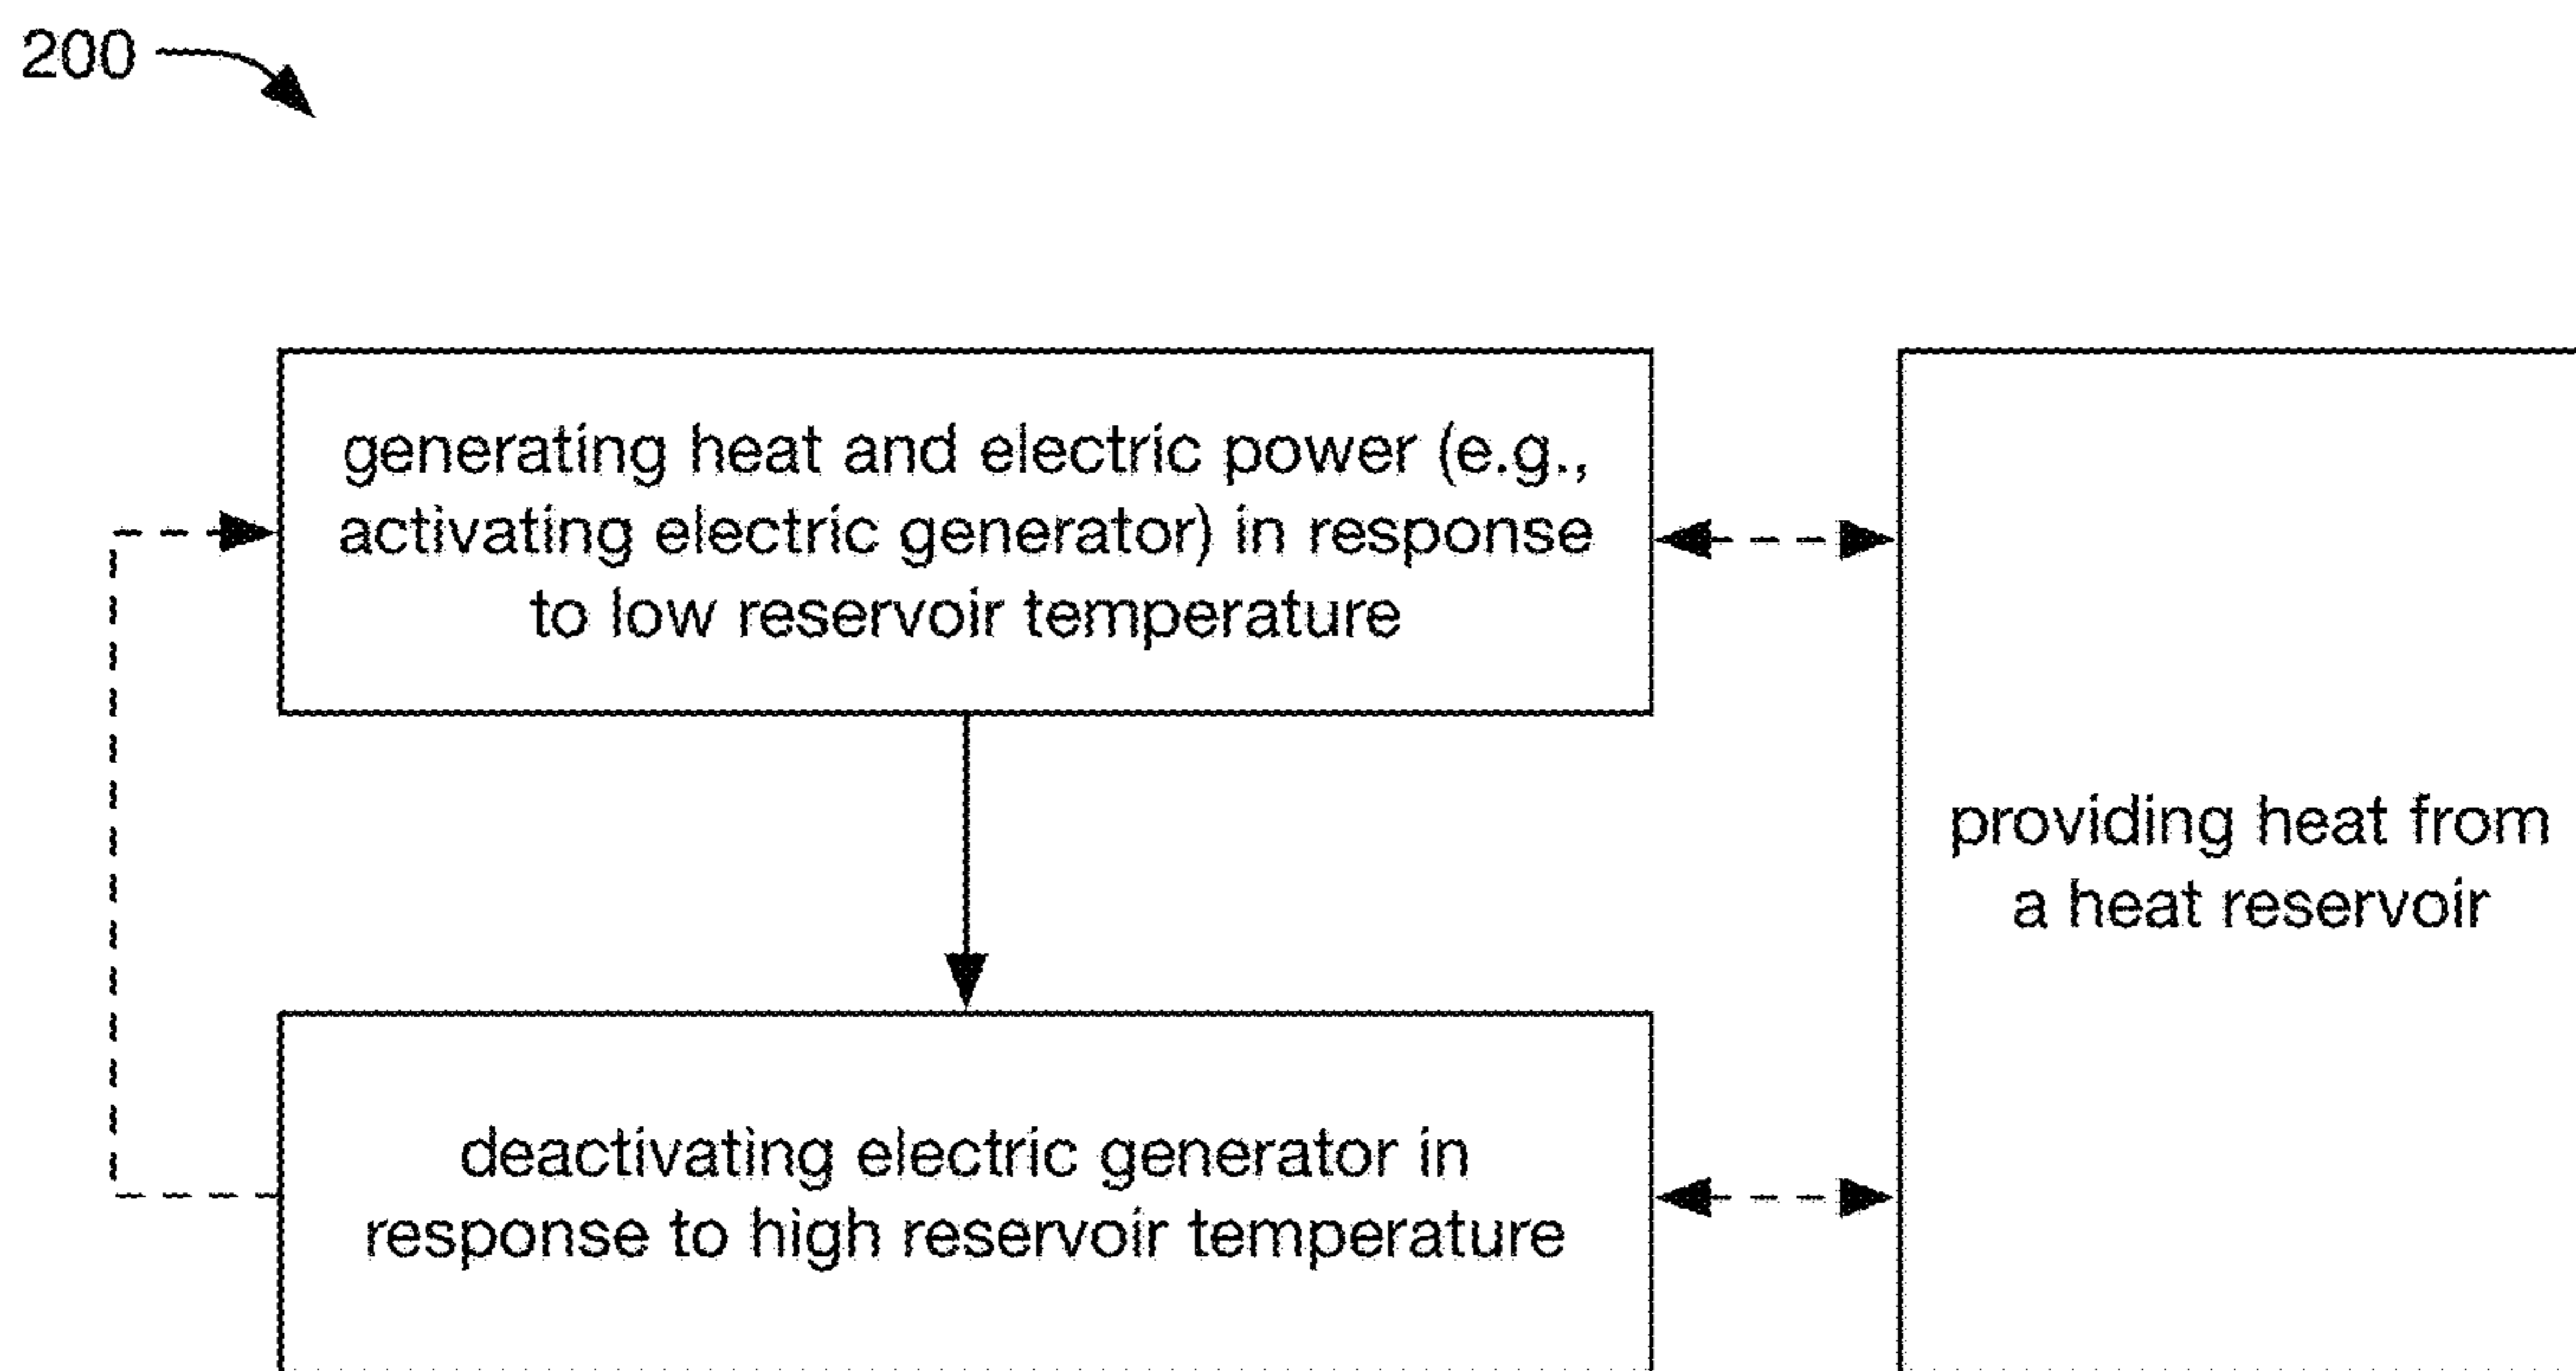 200
generating heat and electric power (e.g.,
activating electric generator) in response
to low reservoir temperature
providing heat from
a heat reservoir
deactivating electric generator in
response to high reservoir temperature